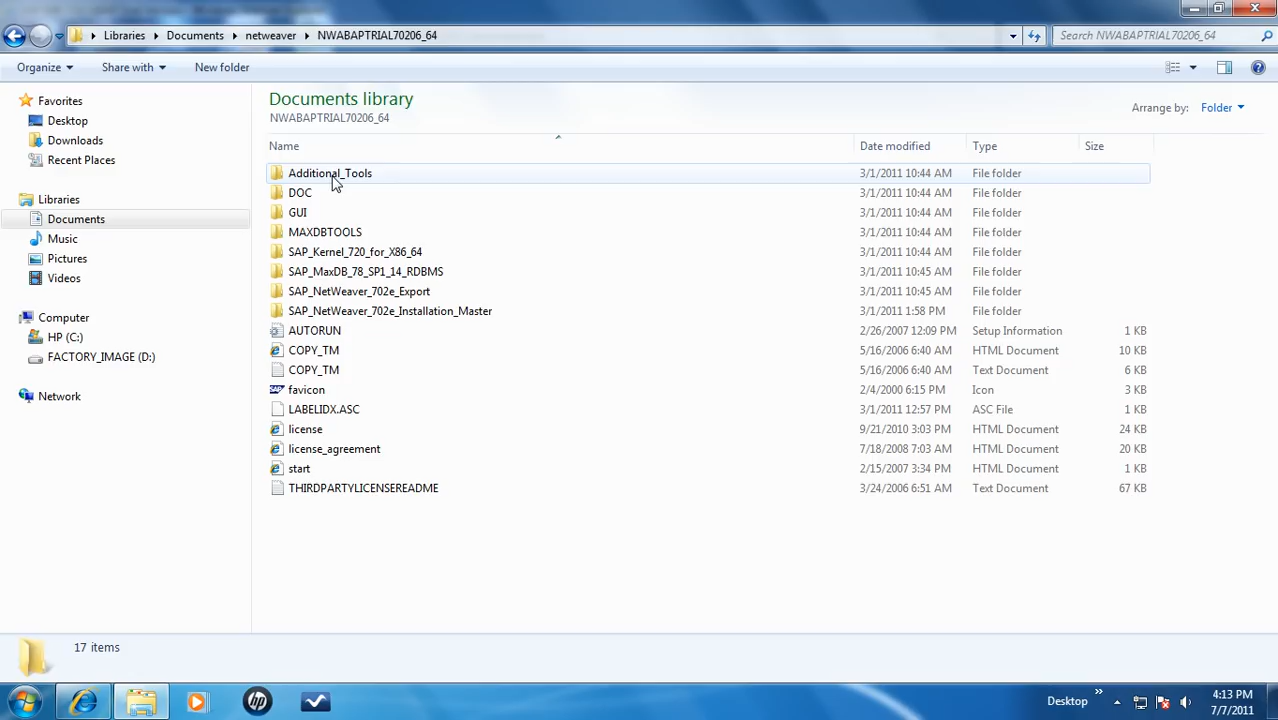 Libraries Documents netweaver NWABAPTRIAL70206_64 Search NWABAPTRIAL70206_64
Organize Share with New folder
Favorites
Desktop
Downloads
Recent Places
Libraries
Documents
Music
Pictures
Videos
Computer
HP (C:)
FACTORY_IMAGE (D:)
Network
Documents library
NWABAPTRIAL70206_64
Arrange by: Folder
Name Date modified Type Size
Additional_Tools 3/1/2011 10:44 AM File folder
DOC 3/1/2011 10:44 AM File folder
GUI 3/1/2011 10:44 AM File folder
MAXDBTOOLS 3/1/2011 10:44 AM File folder
SAP_Kernel_720_for_X86_64 3/1/2011 10:44 AM File folder
SAP_MaxDB_78_SP1_14_RDBMS 3/1/2011 10:45 AM File folder
SAP_NetWeaver_702e_Export 3/1/2011 10:45 AM File folder
SAP_NetWeaver_702e_Installation_Master 3/1/2011 1:58 PM File folder
AUTORUN 2/26/2007 12:09 PM Setup Information 1 KB
COPY_TM 5/16/2006 6:40 AM HTML Document 10 KB
COPY_TM 5/16/2006 6:40 AM Text Document 6 KB
favicon 2/4/2000 6:15 PM Icon 3 KB
LABELIDX.ASC 3/1/2011 12:57 PM ASC File 1 KB
license 9/21/2010 3:03 PM HTML Document 24 KB
license_agreement 7/18/2008 7:03 AM HTML Document 20 KB
start 2/15/2007 3:34 PM HTML Document 1 KB
THIRDPARTYLICENSEREADME 3/24/2006 6:51 AM Text Document 67 KB
17 items
hp
Desktop
4:13 PM
7/7/2011